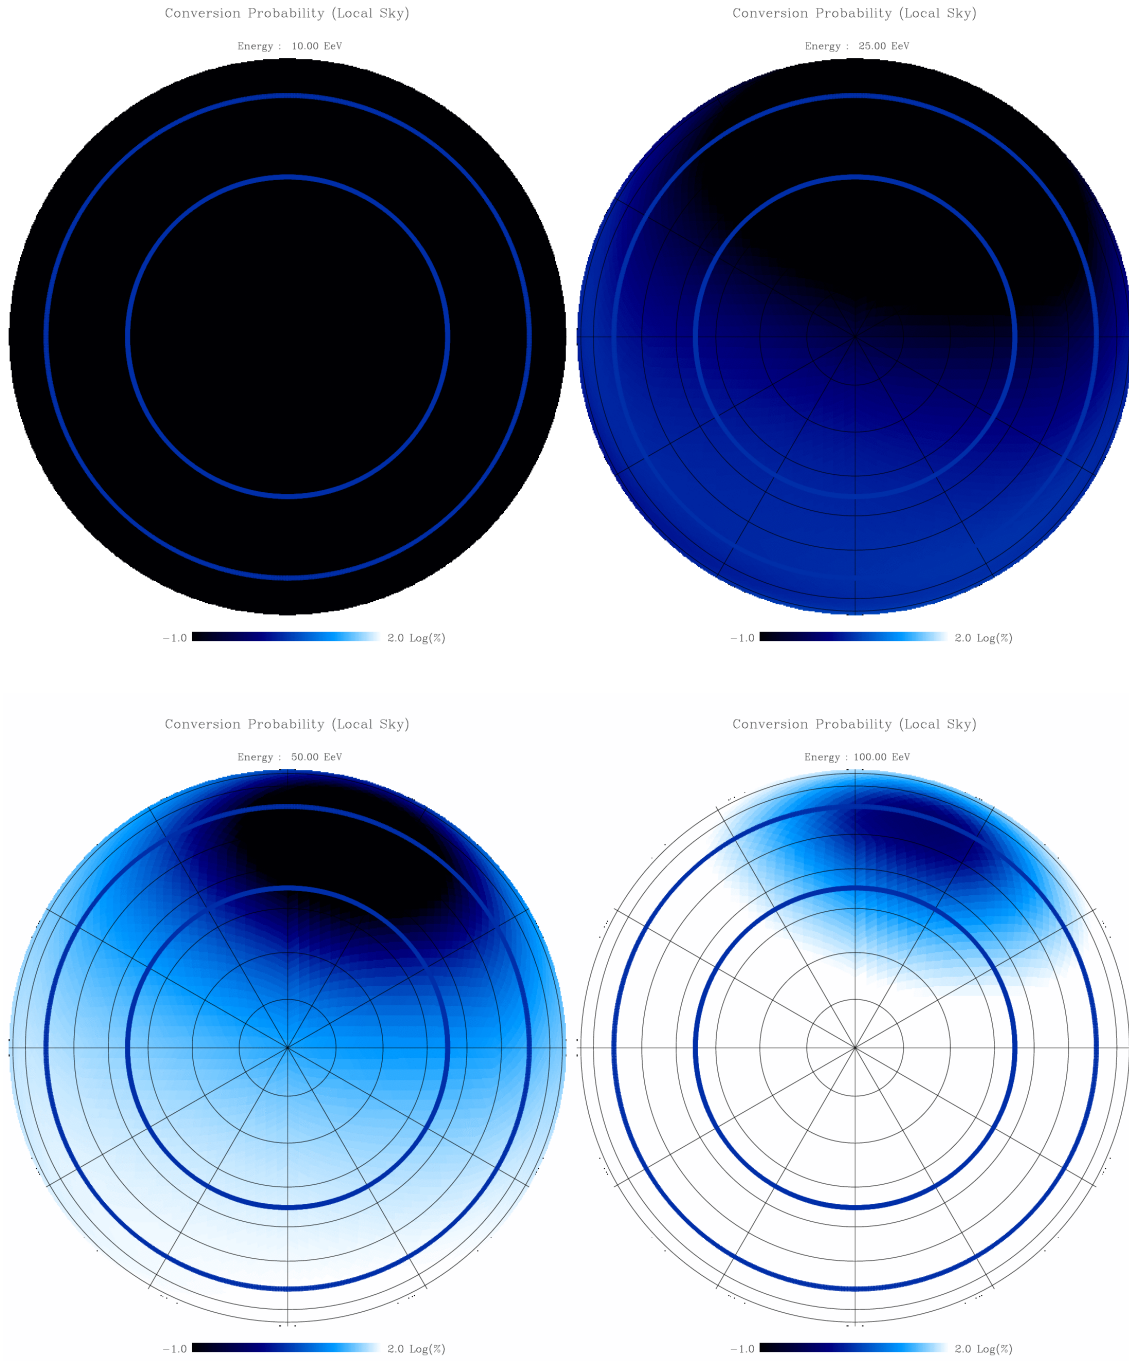 Conversion Probability (Local Sky)
Energy : 10.00 EeV
−1.0 2.0 Log(%)
Conversion Probability (Local Sky)
Energy : 25.00 EeV
−1.0 2.0 Log(%)
Conversion Probability (Local Sky)
Energy : 50.00 EeV
−1.0 2.0 Log(%)
Conversion Probability (Local Sky)
Energy : 100.00 EeV
−1.0 2.0 Log(%)